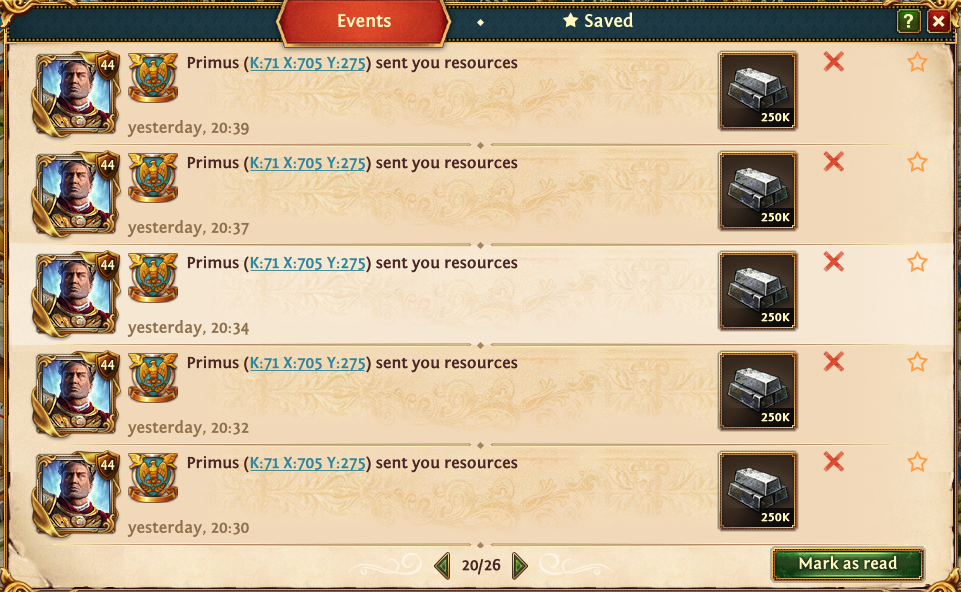 Events
Saved
?
44
Primus (K:71 X:705 Y:275) sent you resources
250K
yesterday, 20:39
44
Primus (K:71 X:705 Y:275) sent you resources
250K
yesterday, 20:37
44
Primus (K:71 X:705 Y:275) sent you resources
250K
yesterday, 20:34
44
Primus (K:71 X:705 Y:275) sent you resources
250K
yesterday, 20:32
44
Primus (K:71 X:705 Y:275) sent you resources
250K
yesterday, 20:30
20/26
Mark as read